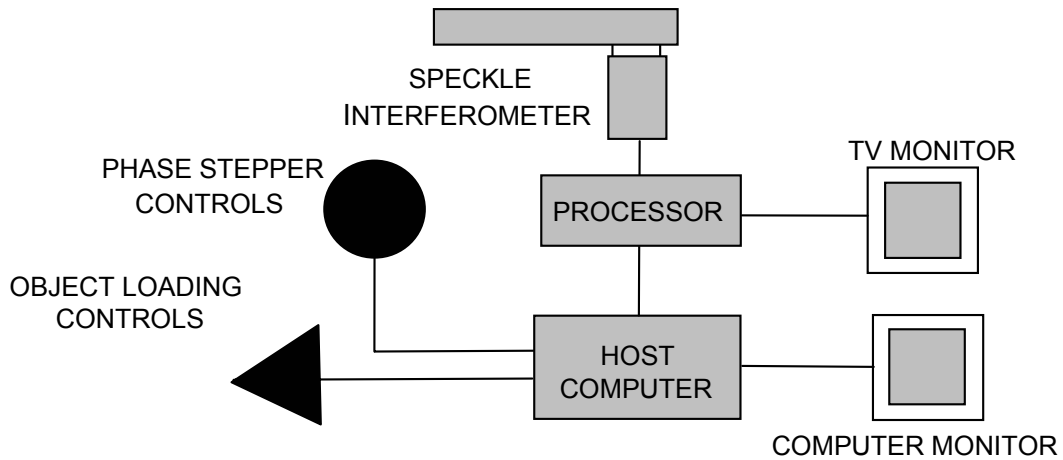 SPECKLE
INTERFEROMETER
PHASE STEPPER
CONTROLS
TV MONITOR
PROCESSOR
OBJECT LOADING
CONTROLS
HOST
COMPUTER
COMPUTER MONITOR